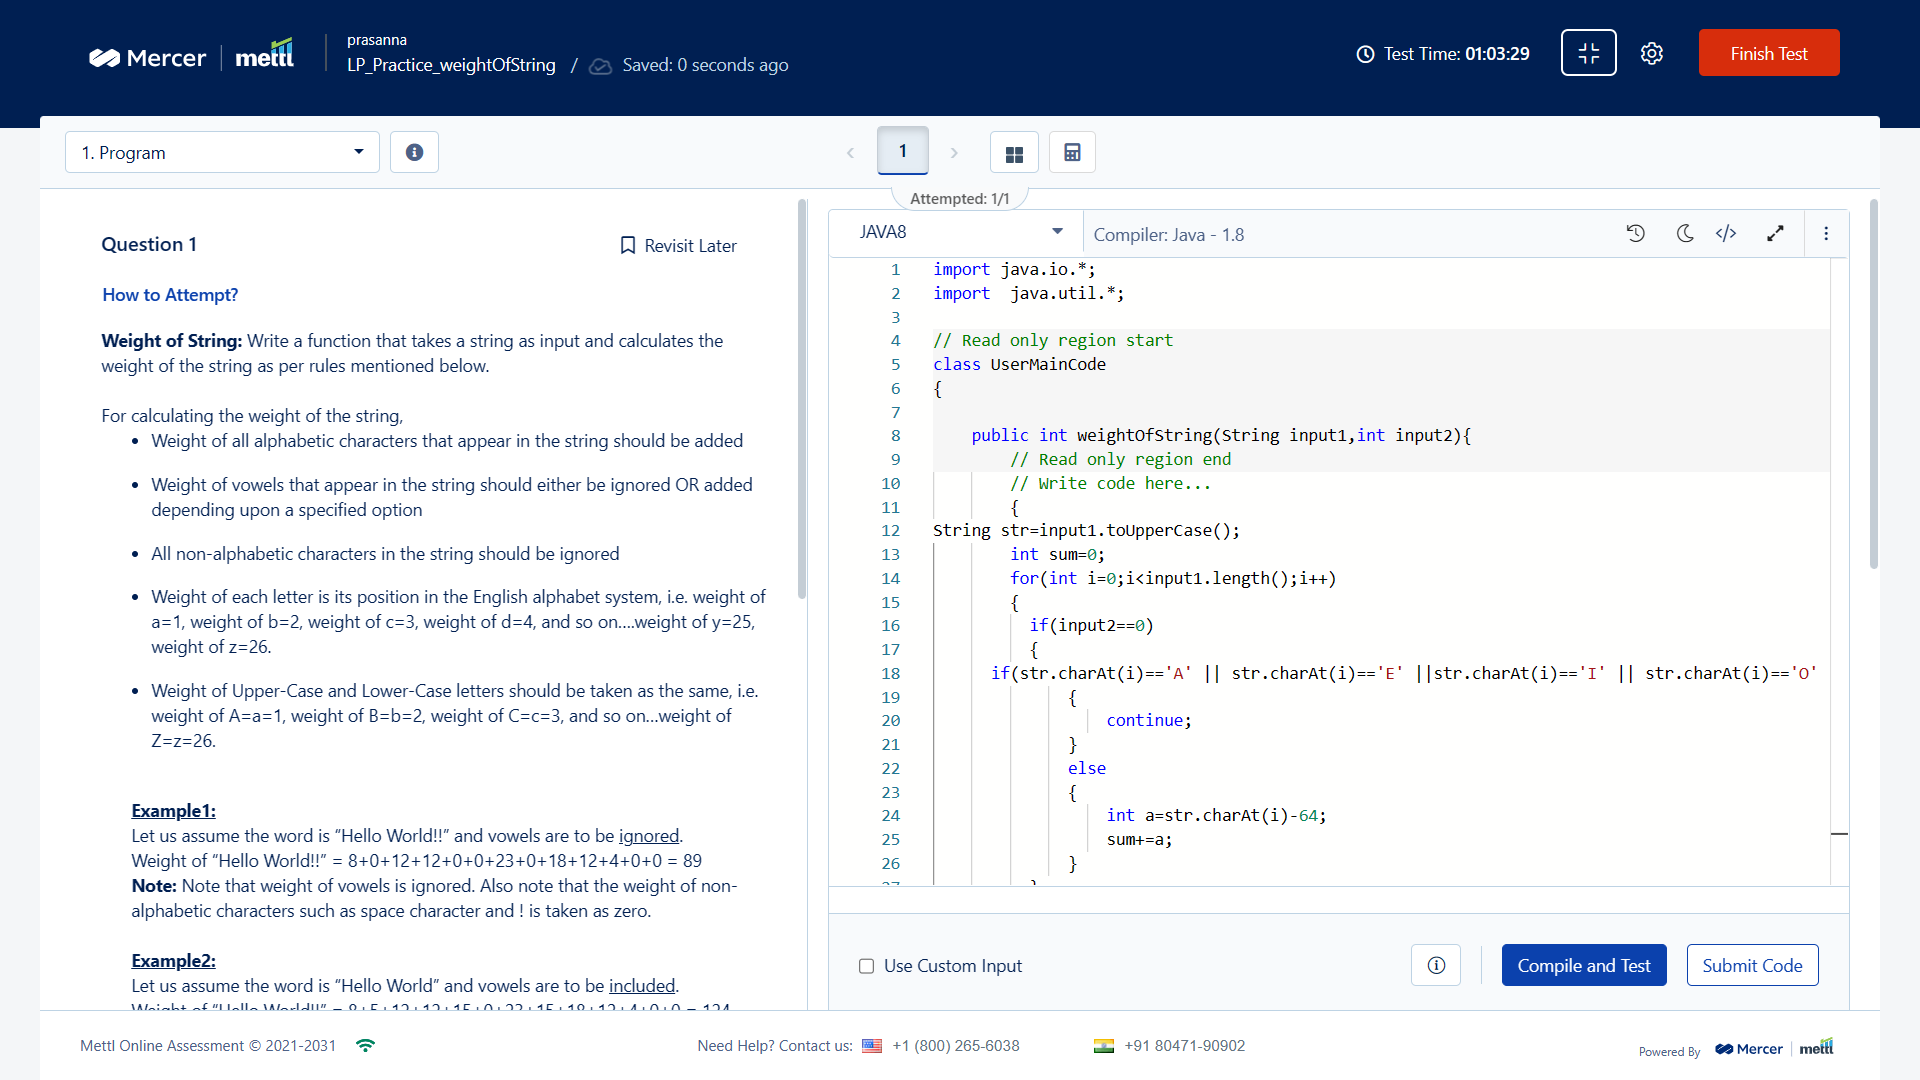 Mercer mettl
prasanna
LP_Practice_weightOfString / Saved: 0 seconds ago
Test Time: 01:03:29
Finish Test
1. Program
1
Attempted: 1/1
Question 1
Revisit Later
How to Attempt?
Weight of String: Write a function that takes a string as input and calculates the
weight of the string as per rules mentioned below.
For calculating the weight of the string,
• Weight of all alphabetic characters that appear in the string should be added
• Weight of vowels that appear in the string should either be ignored OR added
depending upon a specified option
• All non-alphabetic characters in the string should be ignored
• Weight of each letter is its position in the English alphabet system, i.e. weight of
a=1, weight of b=2, weight of c=3, weight of d=4, and so on....weight of y=25,
weight of z=26.
• Weight of Upper-Case and Lower-Case letters should be taken as the same, i.e.
weight of A=a=1, weight of B=b=2, weight of C=c=3, and so on...weight of
Z=z=26.
Example1:
Let us assume the word is “Hello World!!” and vowels are to be ignored.
Weight of “Hello World!!” = 8+0+12+12+0+0+23+0+18+12+4+0+0 = 89
Note: Note that weight of vowels is ignored. Also note that the weight of non-
alphabetic characters such as space character and ! is taken as zero.
Example2:
Let us assume the word is “Hello World” and vowels are to be included.
Weight of “Hello World!!” = 8+5+12+12+15+0+23+15+18+12+4+0+0 = 124
JAVA8
Compiler: Java - 1.8
1 import java.io.*;
2 import  java.util.*;
3
4 // Read only region start
5 class UserMainCode
6 {
7
8 public int weightOfString(String input1,int input2){
9 // Read only region end
10 // Write code here...
11 {
12 String str=input1.toUpperCase();
13 int sum=0;
14 for(int i=0;i<input1.length();i++)
15 {
16 if(input2==0)
17 {
18 if(str.charAt(i)=='A' || str.charAt(i)=='E' ||str.charAt(i)=='I' || str.charAt(i)=='O'
19 {
20 continue;
21 }
22 else
23 {
24 int a=str.charAt(i)-64;
25 sum+=a;
26 }
27 }
Use Custom Input
Compile and Test
Submit Code
Mettl Online Assessment © 2021-2031
Need Help? Contact us: +1 (800) 265-6038
+91 80471-90902
Powered By Mercer mettl